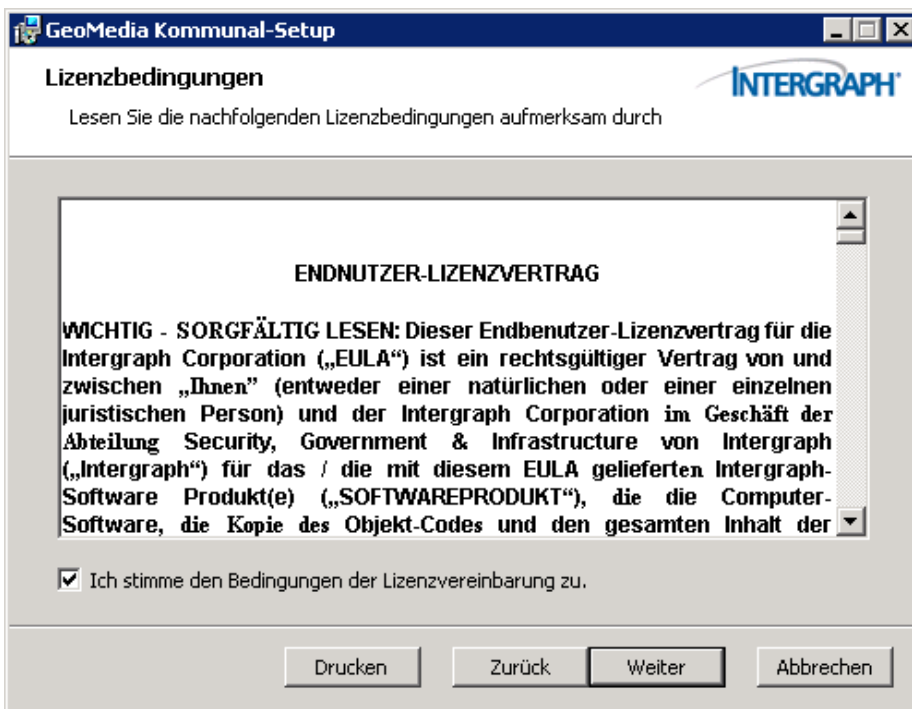 GeoMedia Kommunal-Setup
Lizenzbedingungen
INTERGRAPH
Lesen Sie die nachfolgenden Lizenzbedingungen aufmerksam durch
ENDNUTZER-LIZENZVERTRAG
WICHTIG - SORGFÄLTIG LESEN: Dieser Endbenutzer-Lizenzvertrag für die
Intergraph Corporation („EULA“) ist ein rechtsgültiger Vertrag von und
zwischen „Ihnen” (entweder einer natürlichen oder einer einzelnen
juristischen Person) und der Intergraph Corporation im Geschäft der
Abteilung Security, Government & Infrastructure von Intergraph
(„Intergraph“) für das / die mit diesem EULA gelieferten Intergraph-
Software Produkt(e) („SOFTWAREPRODUKT“), die die Computer-
Software, die Kopie des Objekt-Codes und den gesamten Inhalt der
Ich stimme den Bedingungen der Lizenzvereinbarung zu.
Drucken Zurück Weiter Abbrechen